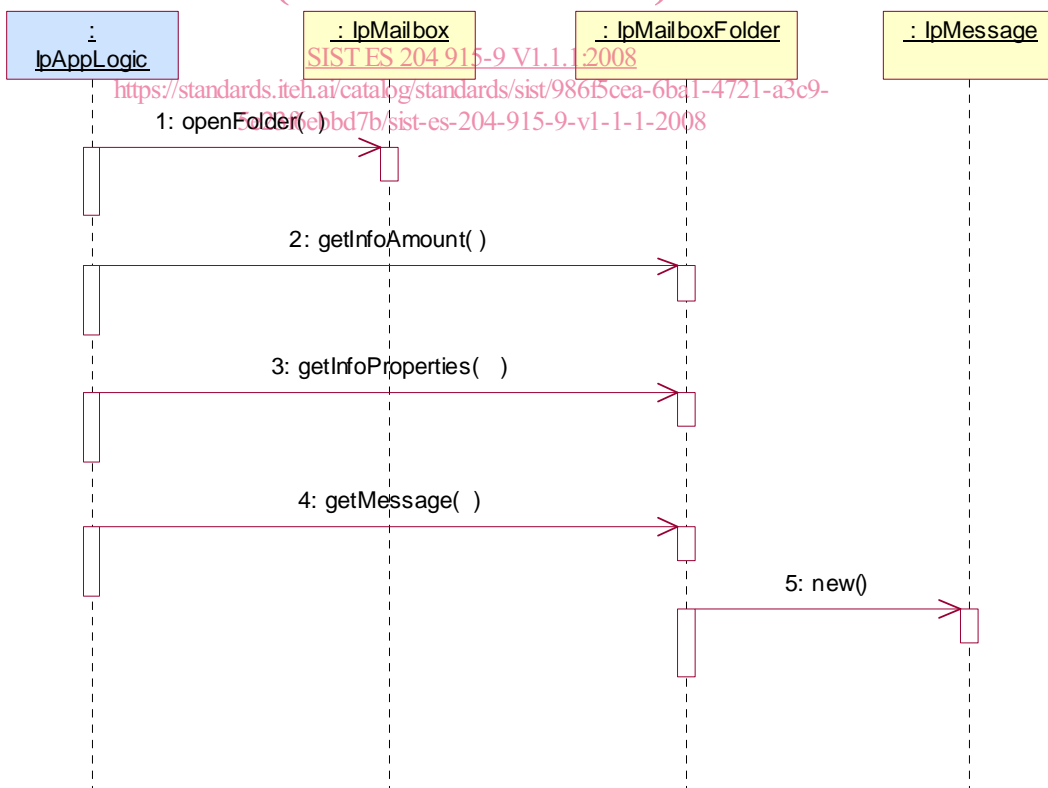 :
IpAppLogic
: IpMailbox
: IpMailboxFolder
: IpMessage
SIST ES 204 915-9 V1.1.1:2008
https://standards.iteh.ai/catalog/standards/sist/986f5cea-6ba1-4721-a3c9-
sist-es-204-915-9-v1-1-1-2008
1: openFolder( )
2: getInfoAmount( )
3: getInfoProperties( )
4: getMessage( )
5: new()